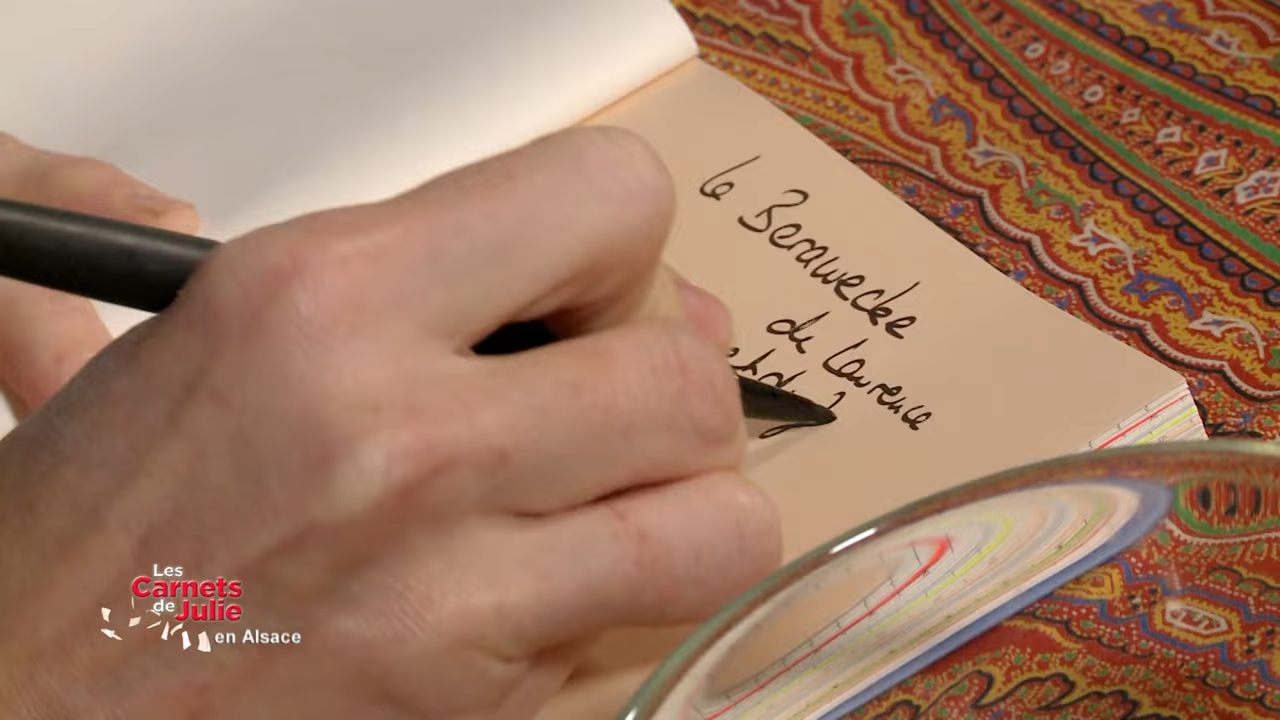 le Berawecke
de Laurence
Les
Carnets
de Julie
en Alsace